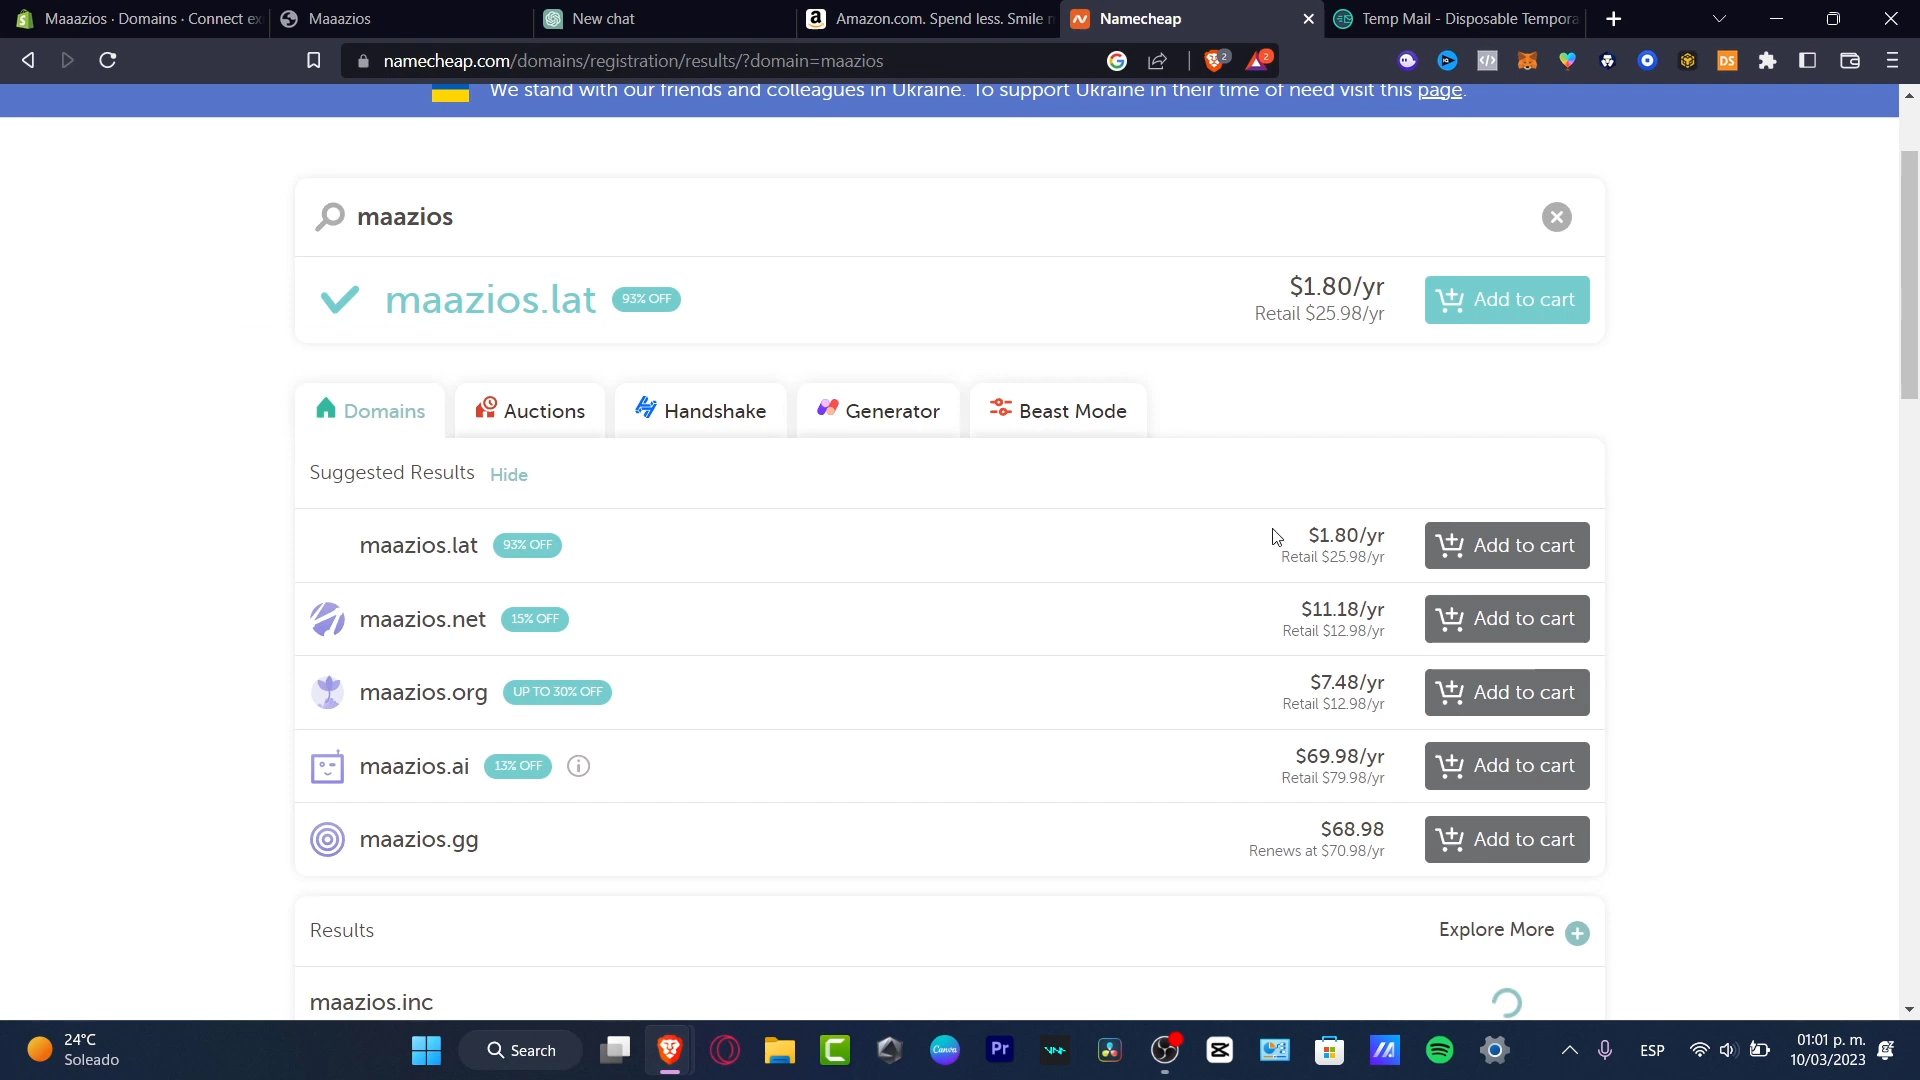 Maaazios · Domains · Connect ex
Maaazios
New chat
Amazon.com. Spend less. Smile m
Namecheap
Temp Mail - Disposable Tempora
namecheap.com/domains/registration/results/?domain=maazios
2
2
DS
We stand with our friends and colleagues in Ukraine. To support Ukraine in their time of need visit this page.
maazios
maazios.lat
93% OFF
$1.80/yr
Retail $25.98/yr
Add to cart
Domains
Auctions
Handshake
Generator
Beast Mode
Suggested Results Hide
maazios.lat
93% OFF
$1.80/yr
Retail $25.98/yr
Add to cart
maazios.net
15% OFF
$11.18/yr
Retail $12.98/yr
Add to cart
maazios.org
UP TO 30% OFF
$7.48/yr
Retail $12.98/yr
Add to cart
maazios.ai
13% OFF
$69.98/yr
Retail $79.98/yr
Add to cart
maazios.gg
$68.98
Renews at $70.98/yr
Add to cart
Results
Explore More
maazios.inc
24°C
Soleado
Search
Canva
Pr
ESP
01:01 p. m.
10/03/2023